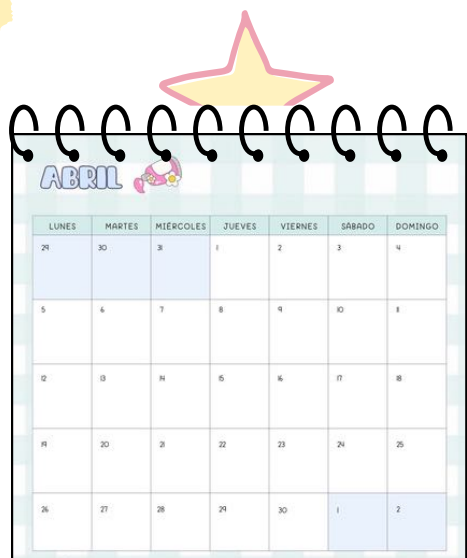 ABRIL
LUNES MARTES MIÉRCOLES JUEVES VIERNES SÁBADO DOMINGO
29 30 31 1 2 3 4
5 6 7 8 9 10 11
12 13 14 15 16 17 18
19 20 21 22 23 24 25
26 27 28 29 30 1 2